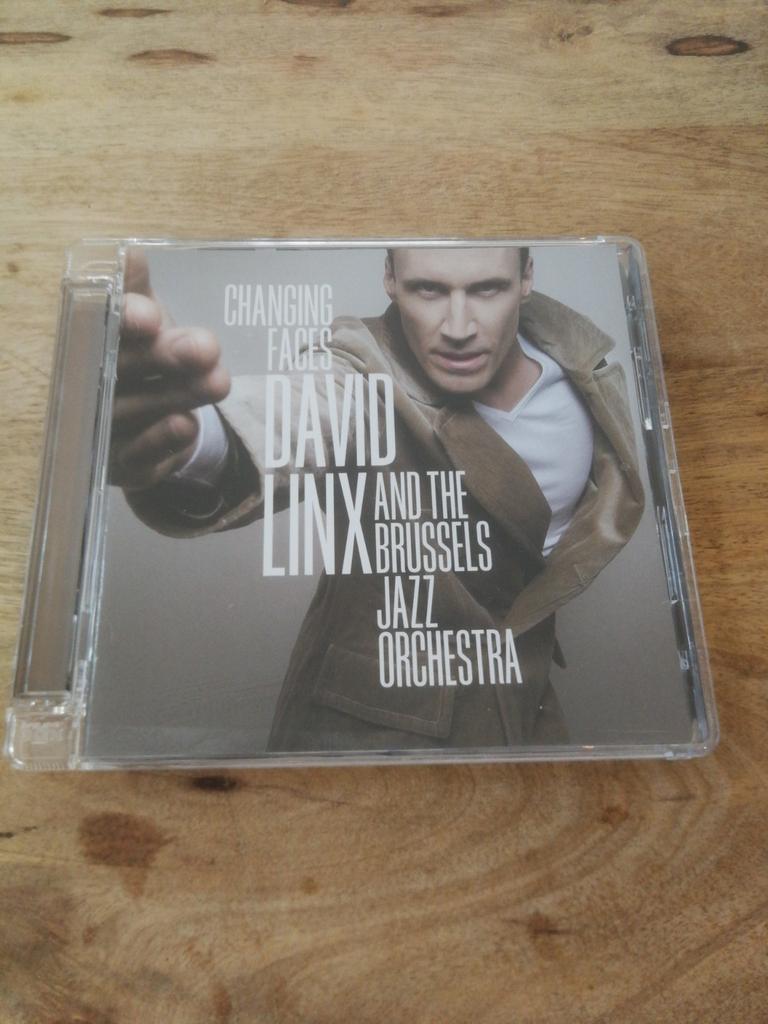 CHANGING
FACES
DAVID
LINX
AND THE
BRUSSELS
JAZZ
ORCHESTRA